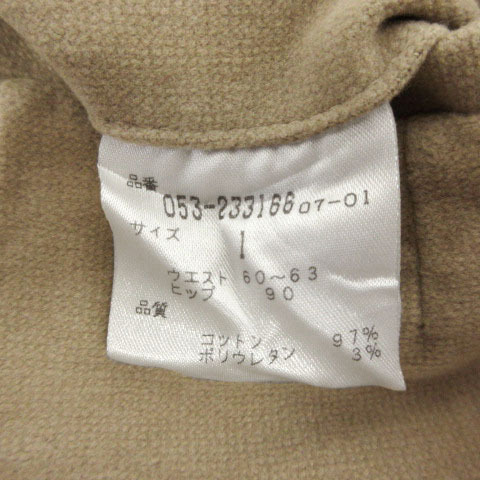 品番
053-233166 07-01
サイズ
1
ウエスト 60〜63
ヒップ 90
品質
コットン 97%
ポリウレタン 3%